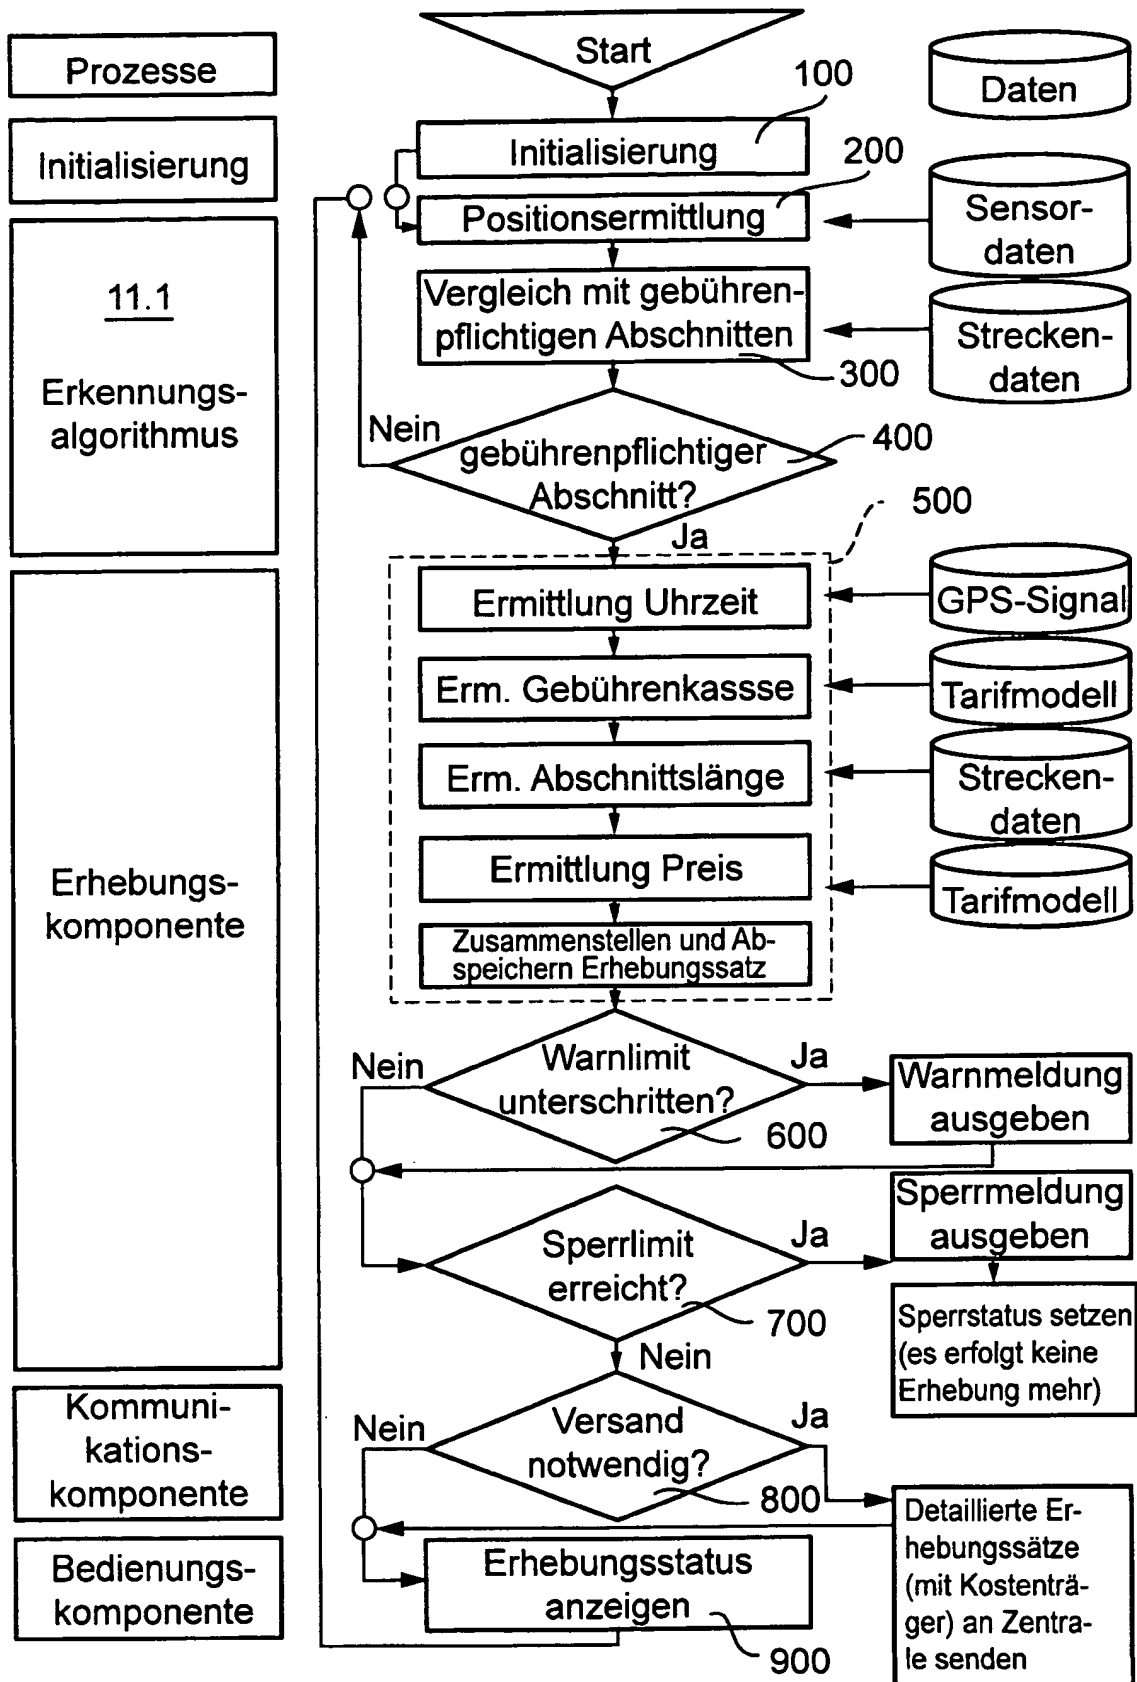 Prozesse
Start
Daten
100
Initialisierung
Initialisierung
200
Positionsermittlung
Sensor-
daten
11.1
Erkennungs-
algorithmus
Vergleich mit gebühren-
pflichtigen Abschnitten
300
Strecken-
daten
Nein
gebührenpflichtiger
Abschnitt?
400
Ja
500
Ermittlung Uhrzeit
GPS-Signal
Erm. Gebührenkassse
Tarifmodell
Erm. Abschnittslänge
Strecken-
daten
Erhebungs-
komponente
Ermittlung Preis
Tarifmodell
Zusammenstellen und Ab-
speichern Erhebungssatz
Nein
Warnlimit
unterschritten?
Ja
600
Warnmeldung
ausgeben
Sperrlimit
erreicht?
Ja
700
Sperrmeldung
ausgeben
Nein
Sperrstatus setzen
(es erfolgt keine
Erhebung mehr)
Kommuni-
kations-
komponente
Nein
Versand
notwendig?
Ja
800
Detaillierte Er-
hebungssätze
(mit Kostenträ-
ger) an Zentra-
le senden
Bedienungs-
komponente
Erhebungsstatus
anzeigen
900